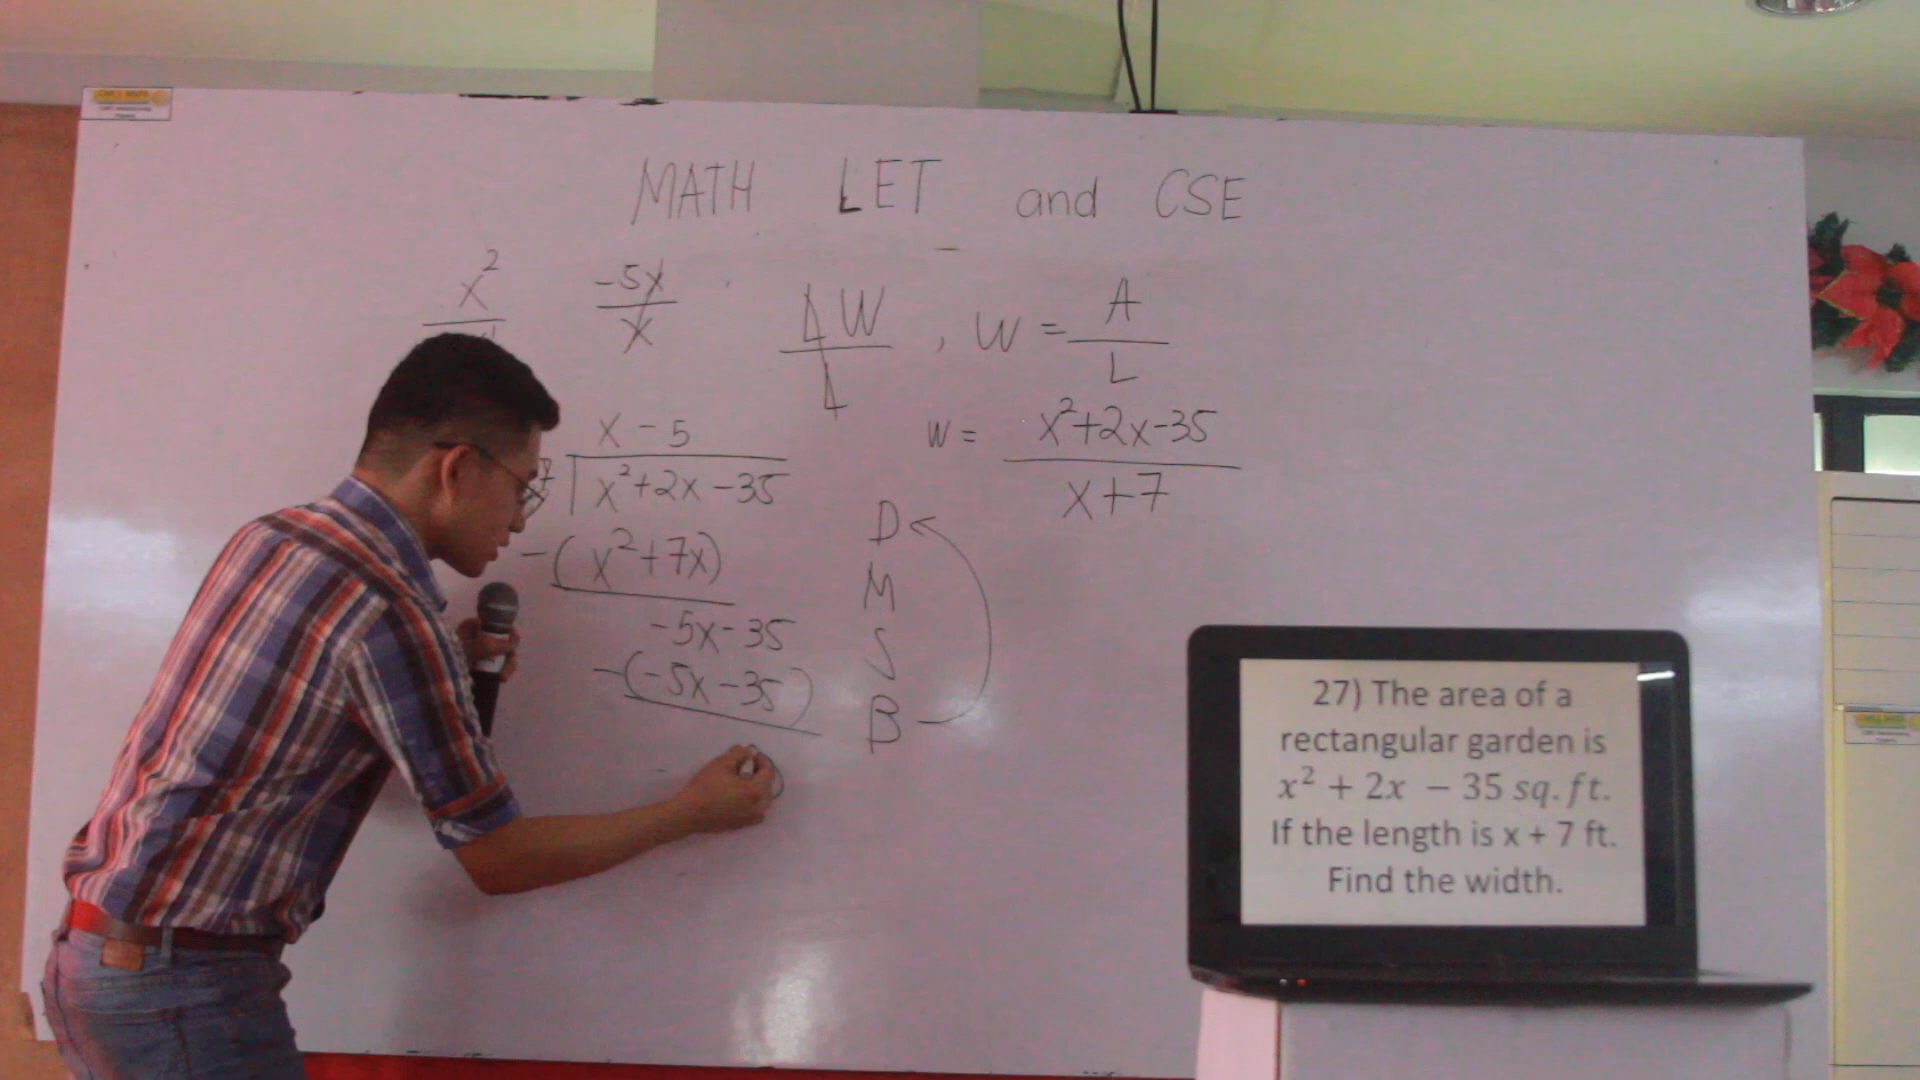 MATH LET and CSE
x²
-5x
x
LW
L
, W =
A
L
x - 5
x²+2x-35
-(x²+7x)
-5x-35
-(-5x-35)
0
W =
x²+2x-35
x+7
D
M
S
B
27) The area of a
rectangular garden is
x² + 2x − 35 sq. ft.
If the length is x + 7 ft.
Find the width.